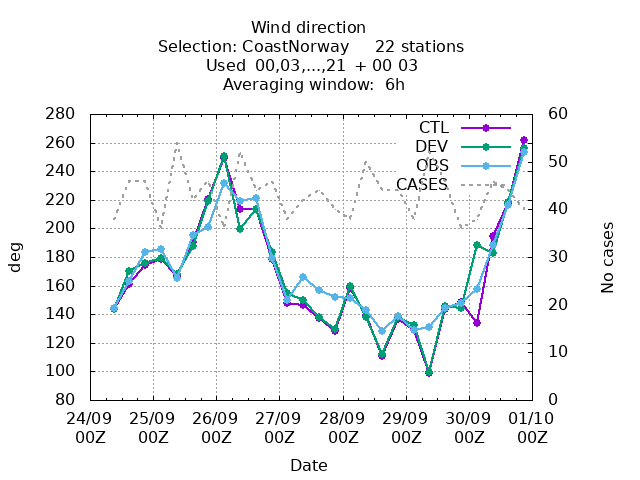 Wind direction
Selection: CoastNorway     22 stations
Used  00,03,...,21  + 00 03
Averaging window:  6h
280
260
240
220
200
180
160
140
120
100
80
deg
60
50
40
30
20
10
0
No cases
CTL
DEV
OBS
CASES
24/09 25/09 26/09 27/09 28/09 29/09 30/09 01/10
00Z 00Z 00Z 00Z 00Z 00Z 00Z 00Z
Date